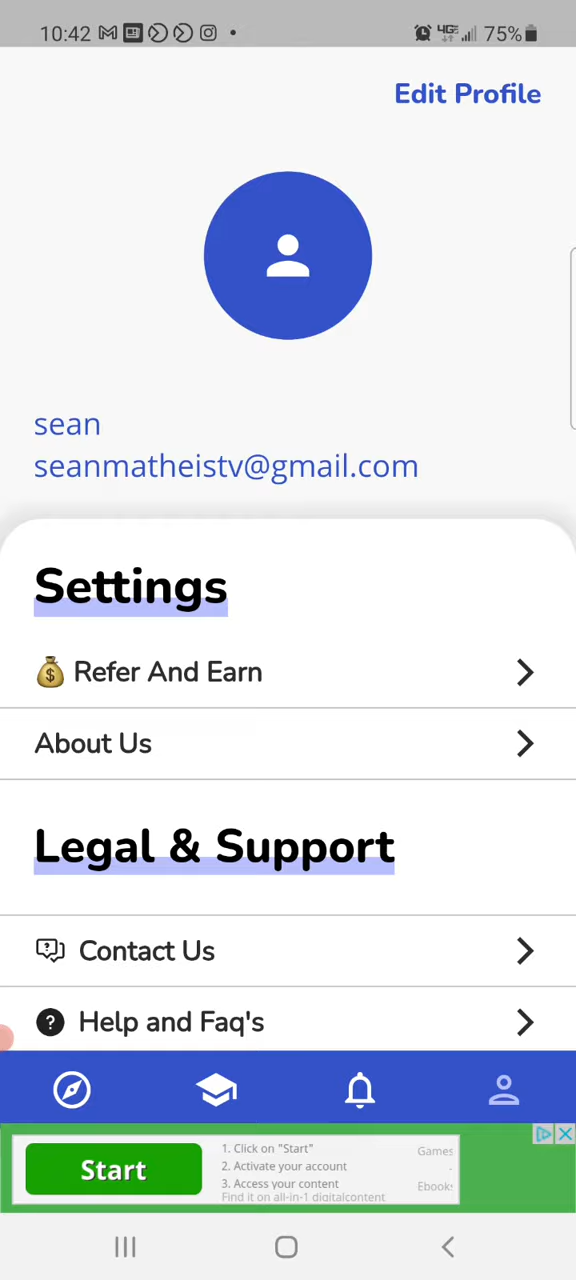 10:42
4GE 75%
Edit Profile
sean
seanmatheistv@gmail.com
Settings
Refer And Earn
About Us
Legal & Support
Contact Us
Help and Faq's
Start
1. Click on "Start"
2. Activate your account
3. Access your content
Find it on all-in-1 digitalcontent
Games
Ebook